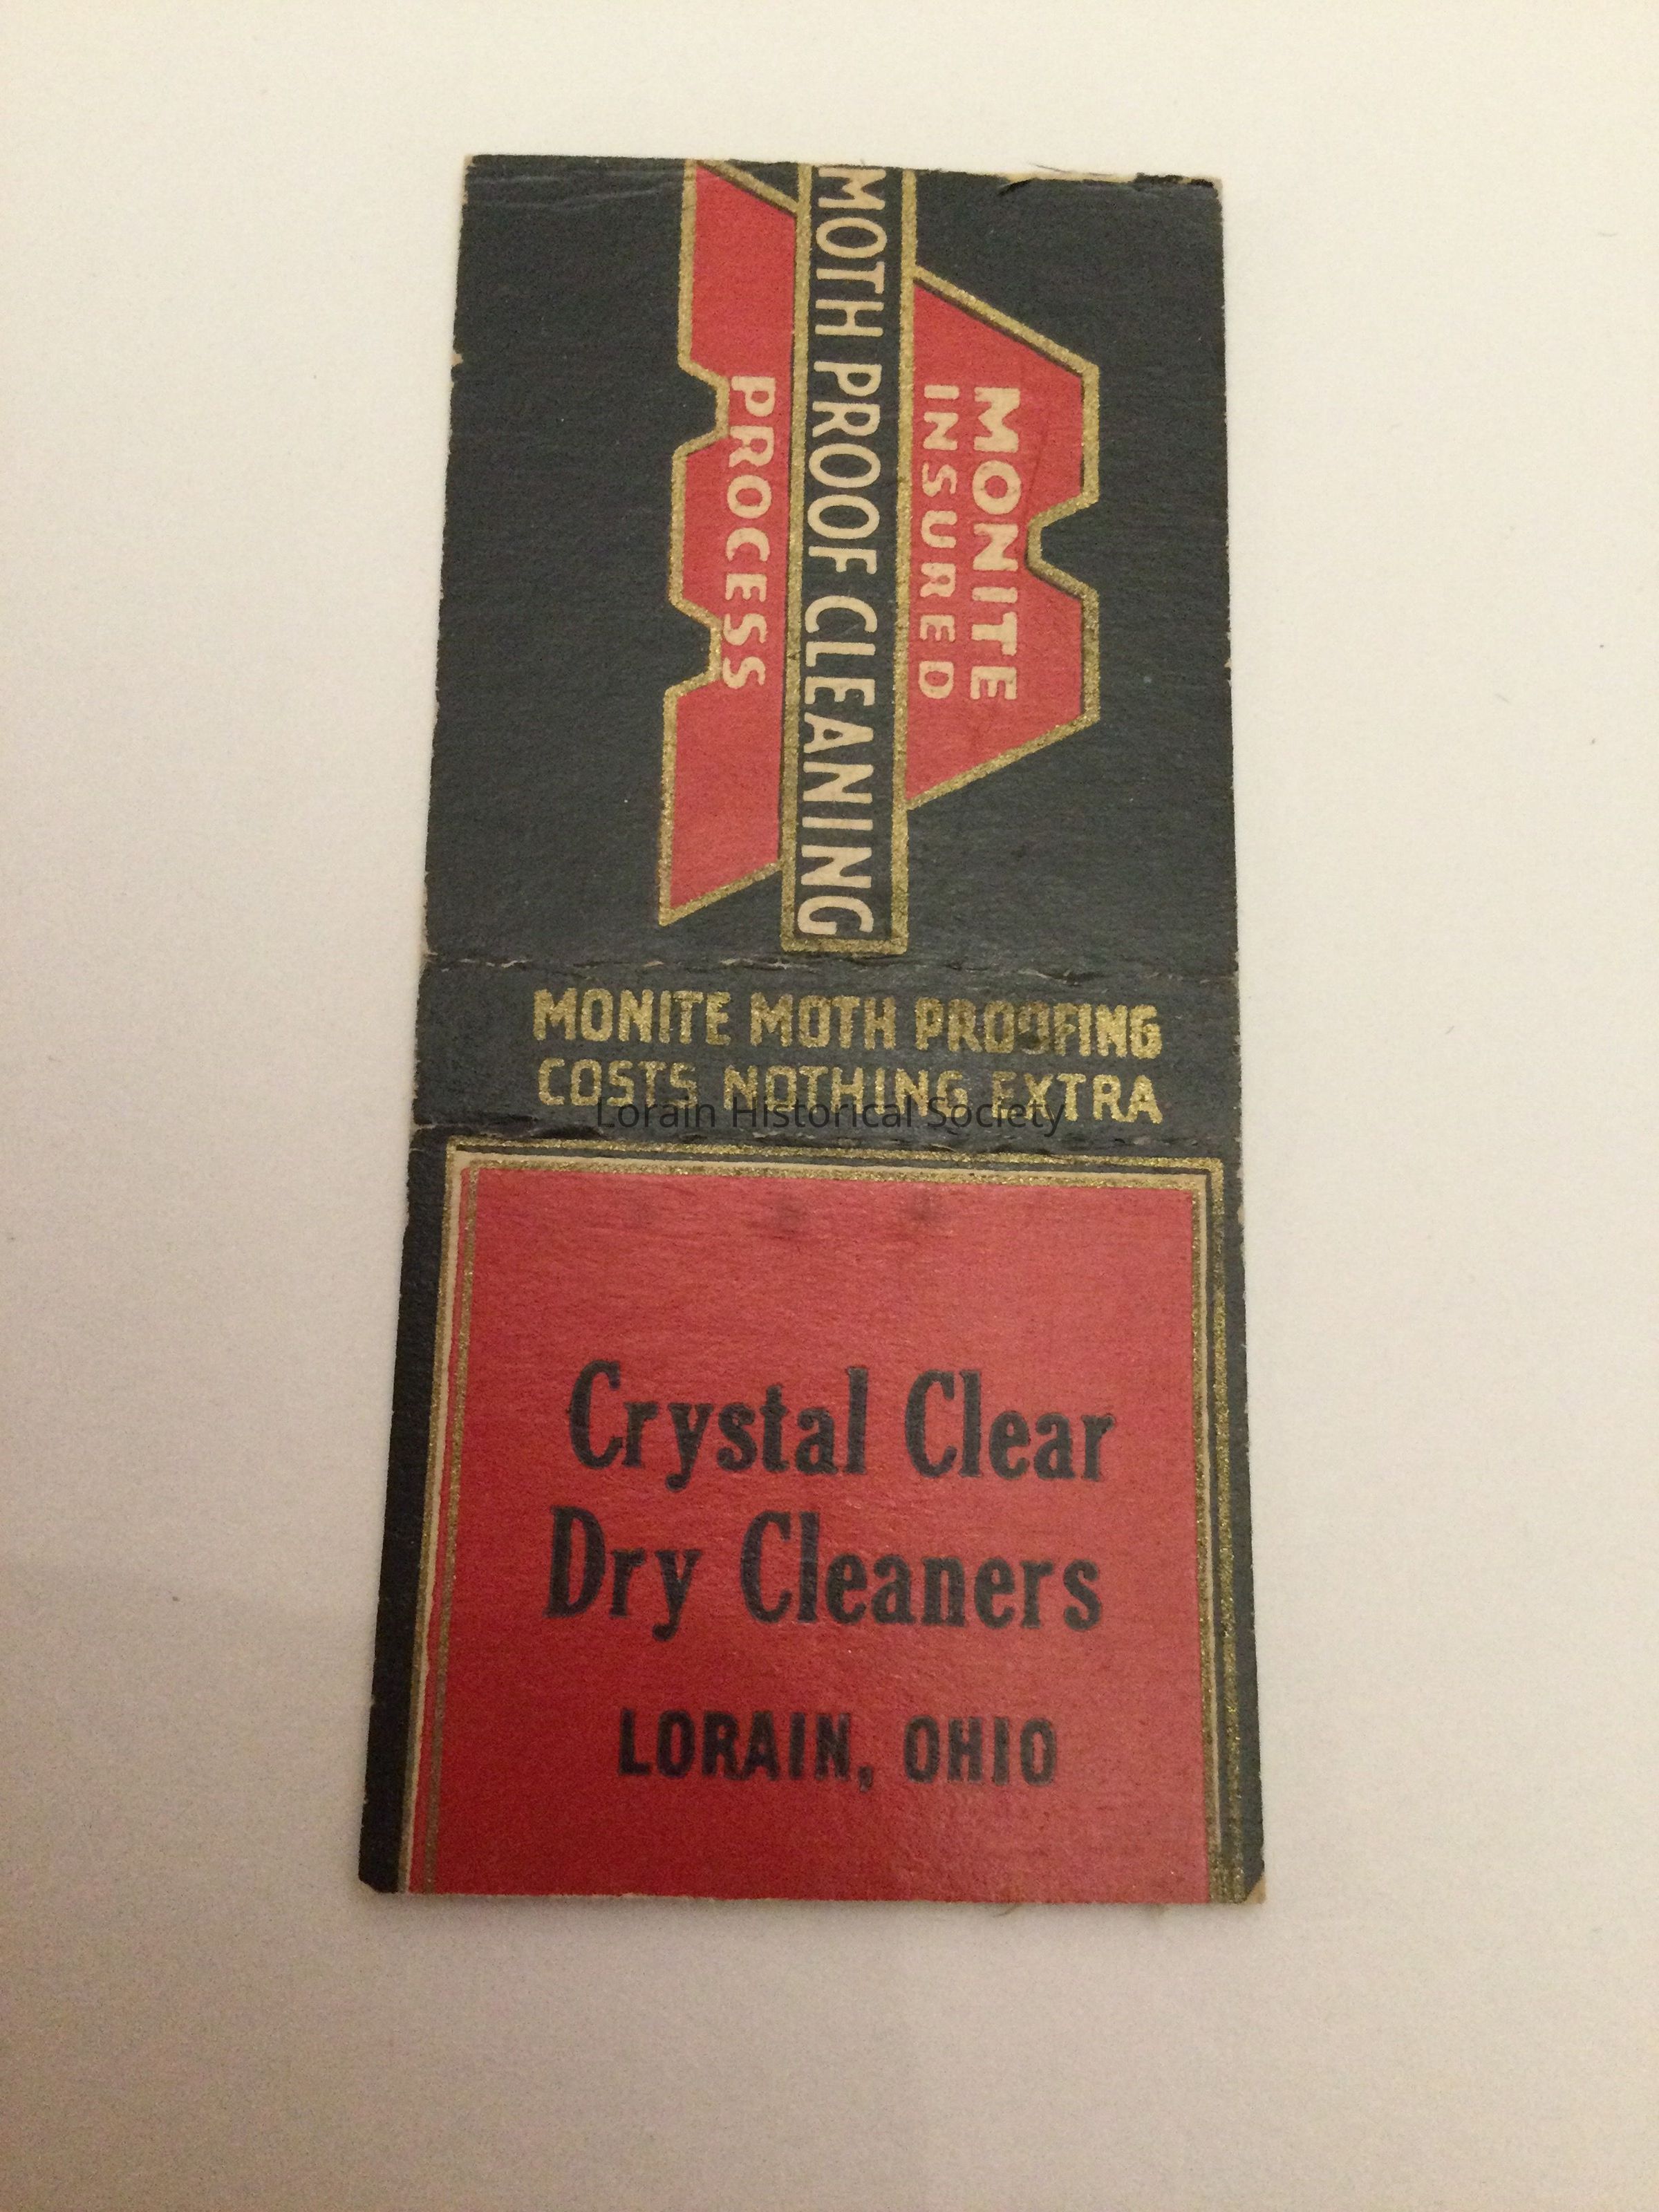 MONITE
INSURED
MOTH PROOF CLEANING
PROCESS
MONITE MOTH PROOFING
COSTS NOTHING EXTRA
Lorain Historical Society
Crystal Clear
Dry Cleaners
LORAIN, OHIO